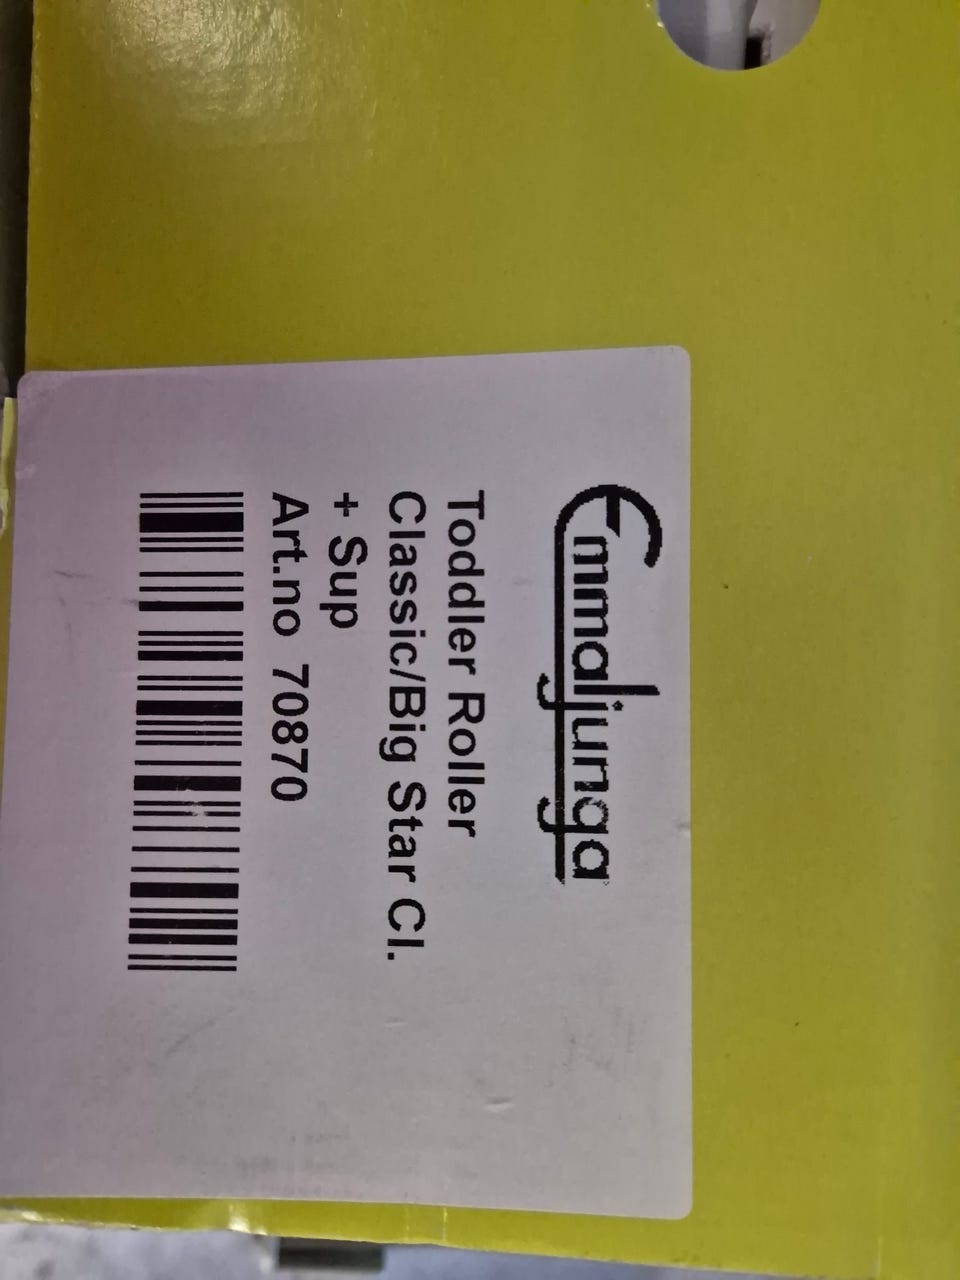 Emmaljunga
Toddler Roller
Classic/Big Star Cl.
+ Sup
Art.no 70870